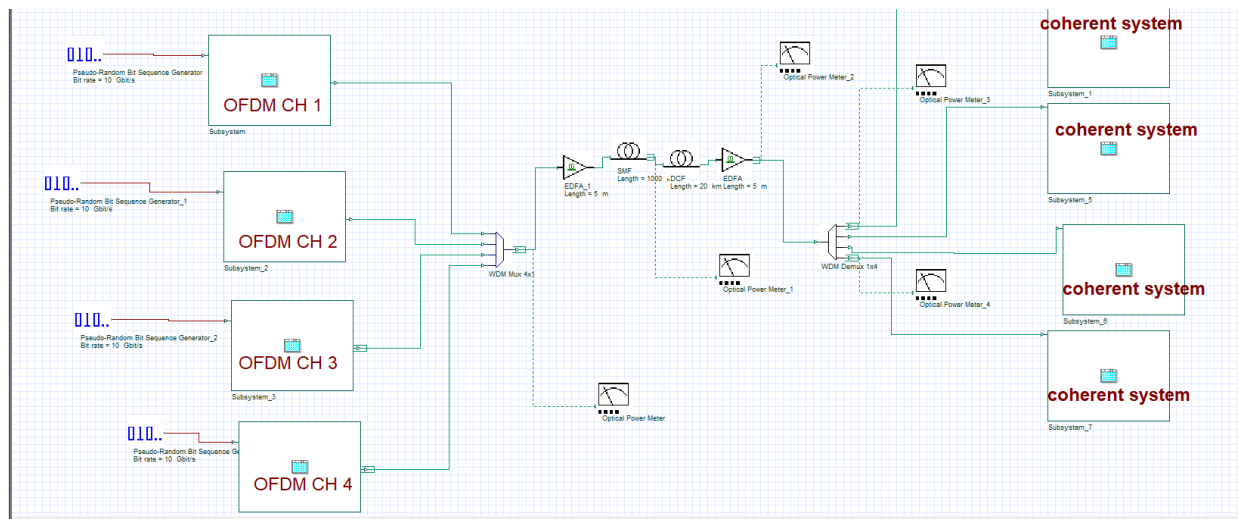 coherent system
Subsystem_1
Pseudo-Random Bit Sequence Generator
Bit rate = 10 Gbit/s
OFDM CH 1
Subsystem
Optical Power Meter_2
Optical Power Meter_3
coherent system
Subsystem_5
Pseudo-Random Bit Sequence Generator_1
Bit rate = 10 Gbit/s
OFDM CH 2
Subsystem_2
EDFA_1
Length = 5 m
SMF
Length = 1000
DCF
Length = 20 km
EDFA
Length = 5 m
WDM Mux 4x1
WDM Demux 1x4
Optical Power Meter_1
Optical Power Meter_4
coherent system
Subsystem_6
Pseudo-Random Bit Sequence Generator_2
Bit rate = 10 Gbit/s
OFDM CH 3
Subsystem_3
Optical Power Meter
coherent system
Subsystem_7
Pseudo-Random Bit Sequence
Bit rate = 10 Gbit/s
OFDM CH 4